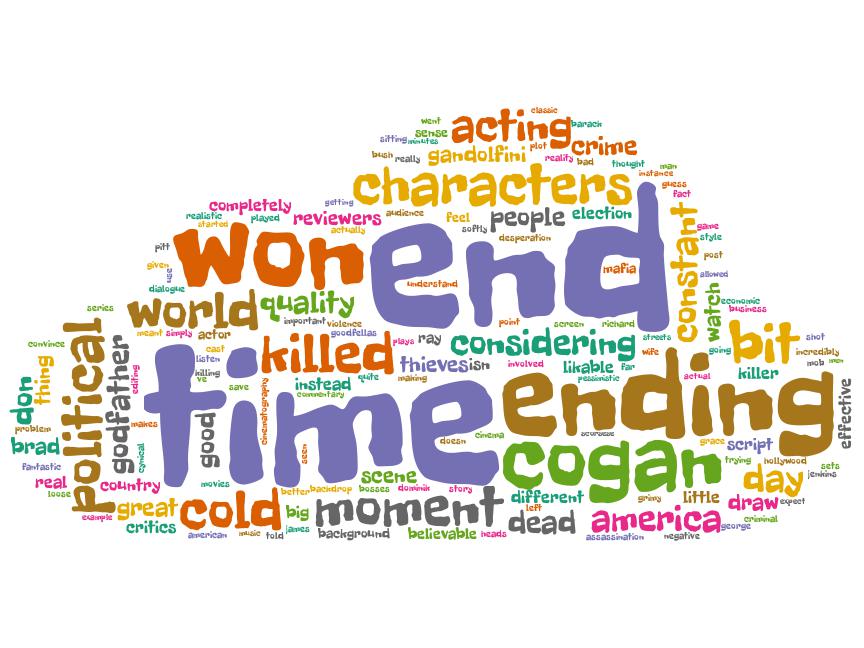 classic
went
acting
barack
sense
sitting
minutes
plot
crime
bush
really
gandolfini
reality
bad
thought
man
instance
characters
guess
fact
completely
getting
realistic
played
reviewers
audience
feel
people
election
started
actually
softly
constant
game
style
won
end
desperation
pitt
post
given
use
understand
mafia
allowed
dialogue
world
quality
watch
economic
business
series
important
violence
point
screen
richard
political
meant
simply
actor
goodfellas
plays
ray
considering
streets
bit
shot
convince
godfather
cast
killed
wife
going
incredibly
listen
thieves
isn
involved
likable
far
mob
men
thing
editing
time
killing
quite
making
pessimistic
actual
killer
don
ve
save
instead
commentary
ending
effective
cinematography
makes
good
problem
cinema
brad
cynical
seen
doesn
cogan
grace
script
fantastic
trying
hollywood
sets
real
country
movies
scene
day
jenkins
loose
better
backdrop
bosses
dominik
story
different
grimy
little
draw
expect
example
great
cold
big
moment
left
dead
america
criminal
critics
james
george
american
music
told
background
believable
heads
assassination
negative